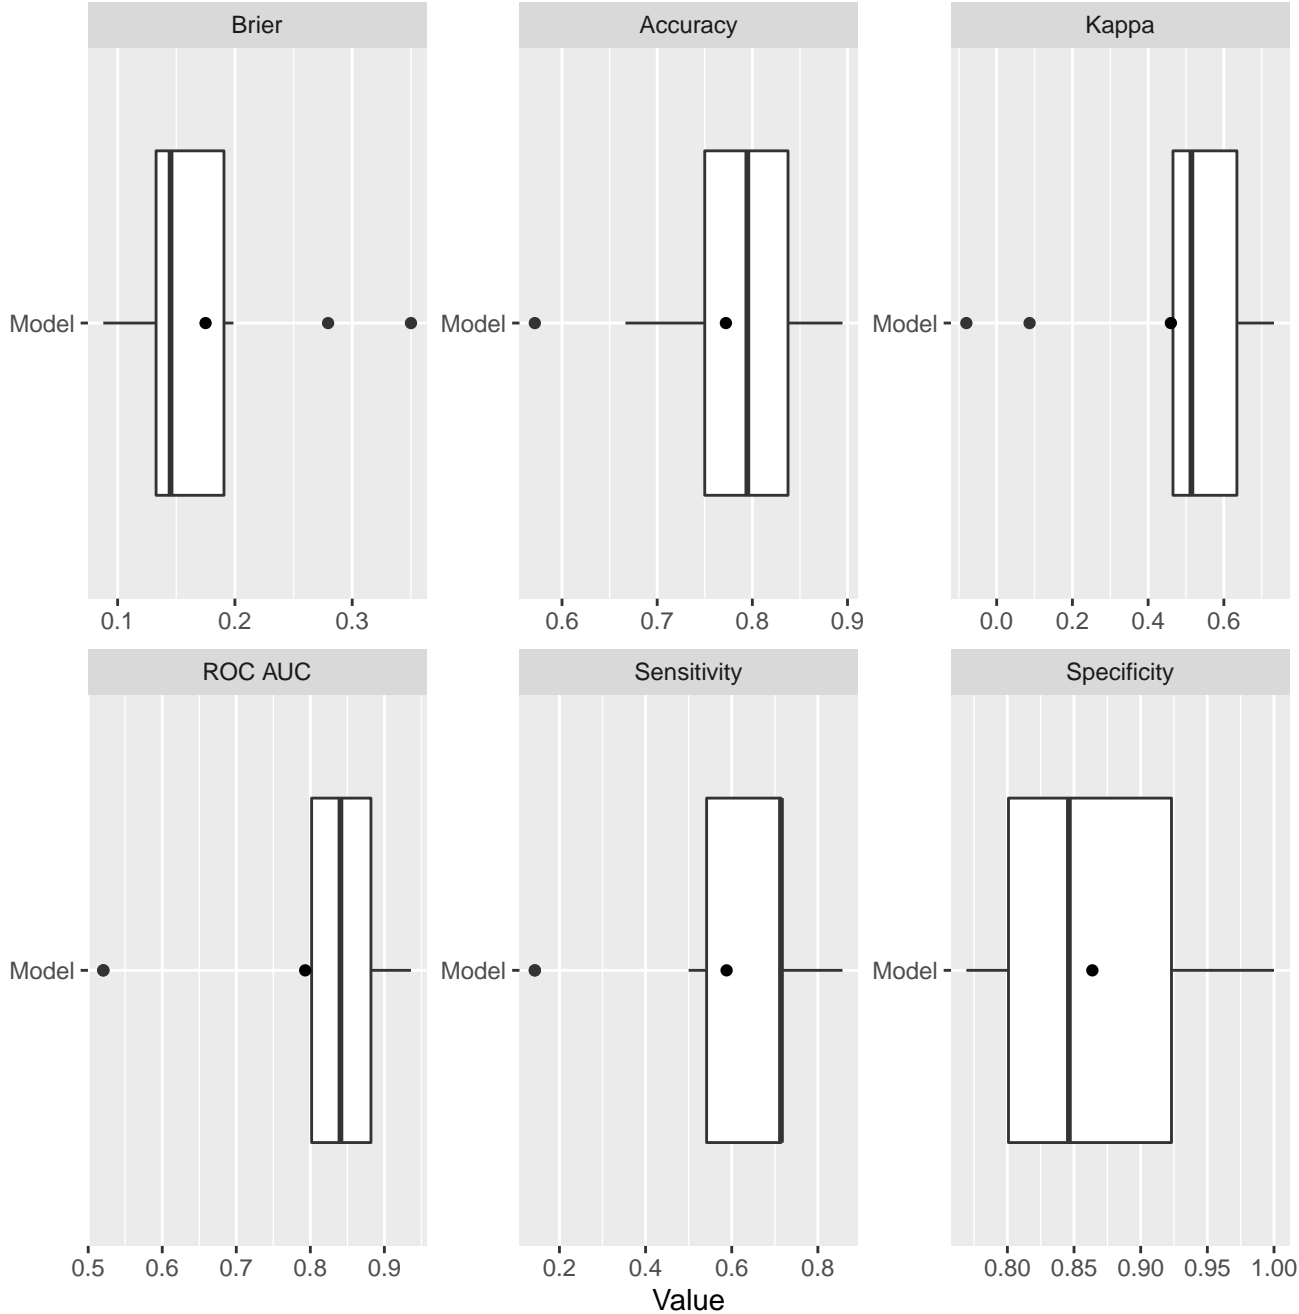 Brier Accuracy Kappa
Model Model Model
0.1 0.2 0.3 0.6 0.7 0.8 0.9 0.0 0.2 0.4 0.6
ROC AUC Sensitivity Specificity
Model Model Model
0.5 0.6 0.7 0.8 0.9 0.2 0.4 0.6 0.8 0.80 0.85 0.90 0.95 1.00
Value